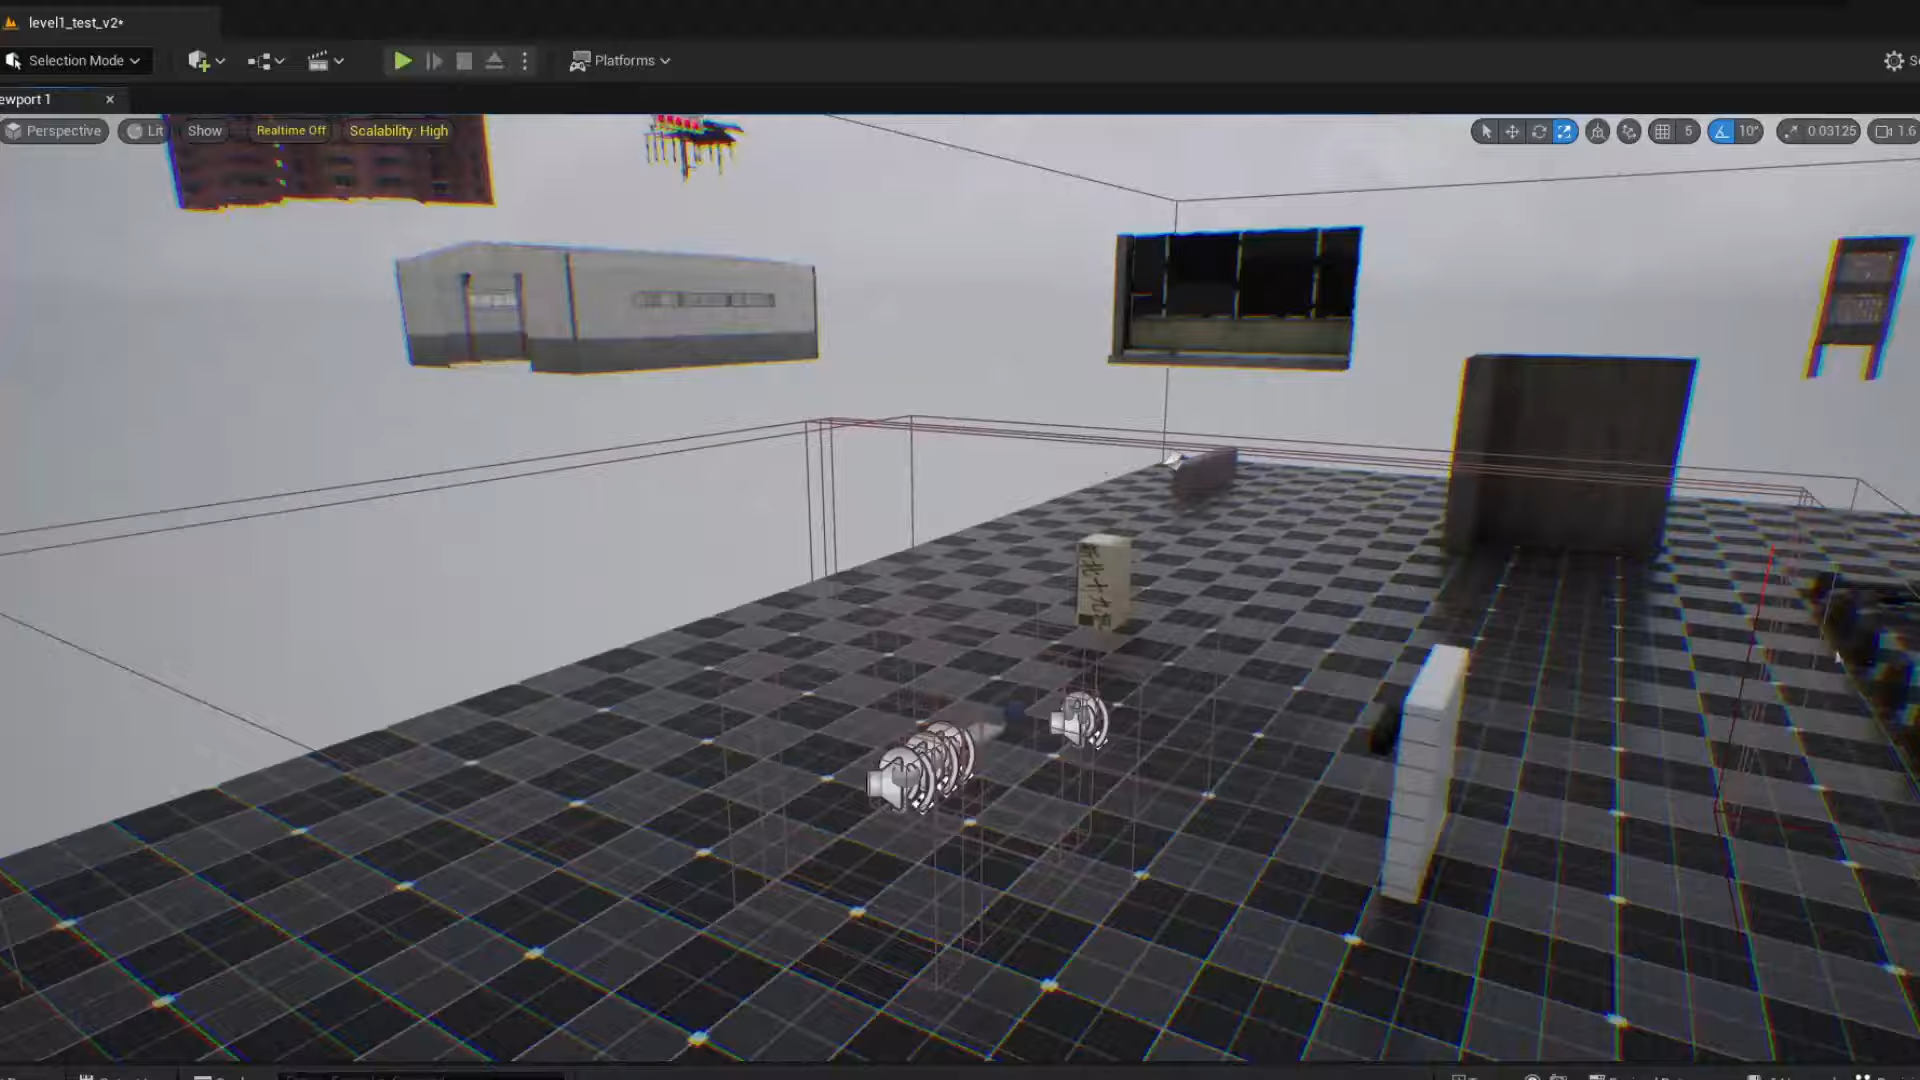 level1_test_v2*
Selection Mode
Platforms
ewport 1
Perspective
Lit
Show
Realtime Off
Scalability: High
5
10°
0.03125
1.6